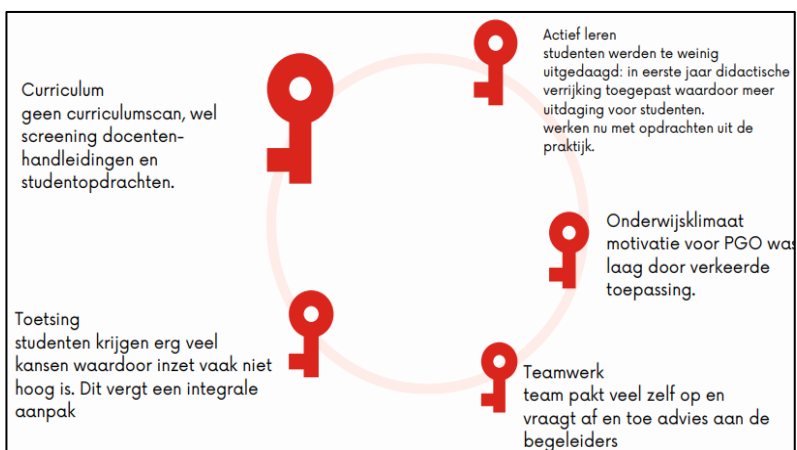 Curriculum
geen curriculumscan, wel
screening docenten-
handleidingen en
studentopdrachten.
Actief leren
studenten werden te weinig
uitgedaagd: in eerste jaar didactische
verrijking toegepast waardoor meer
uitdaging voor studenten.
werken nu met opdrachten uit de
praktijk.
Onderwijsklimaat
motivatie voor PGO was
laag door verkeerde
toepassing.
Toetsing
studenten krijgen erg veel
kansen waardoor inzet vaak niet
hoog is. Dit vergt een integrale
aanpak
Teamwerk
team pakt veel zelf op en
vraagt af en toe advies aan de
begeleiders